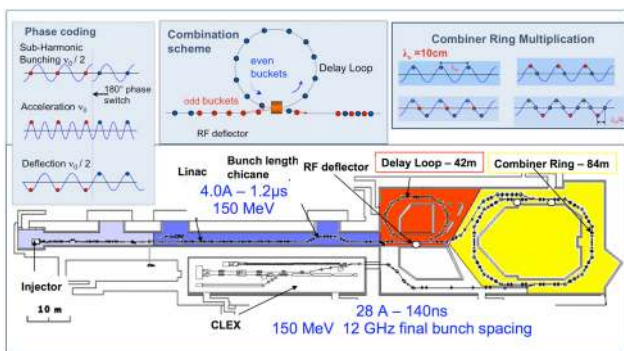 Phase coding
Sub-Harmonic
Bunching ν₀ / 2
180° phase
switch
Acceleration ν₀
Deflection ν₀ / 2
Combination
scheme
even
buckets
Delay Loop
odd buckets
RF deflector
Combiner Ring Multiplication
=10cm
Bunch length
chicane
RF deflector
Delay Loop – 42m
Combiner Ring – 84m
Linac
4.0A – 1.2μs
150 MeV
Injector
10 m
CLEX
28 A – 140ns
150 MeV 12 GHz final bunch spacing